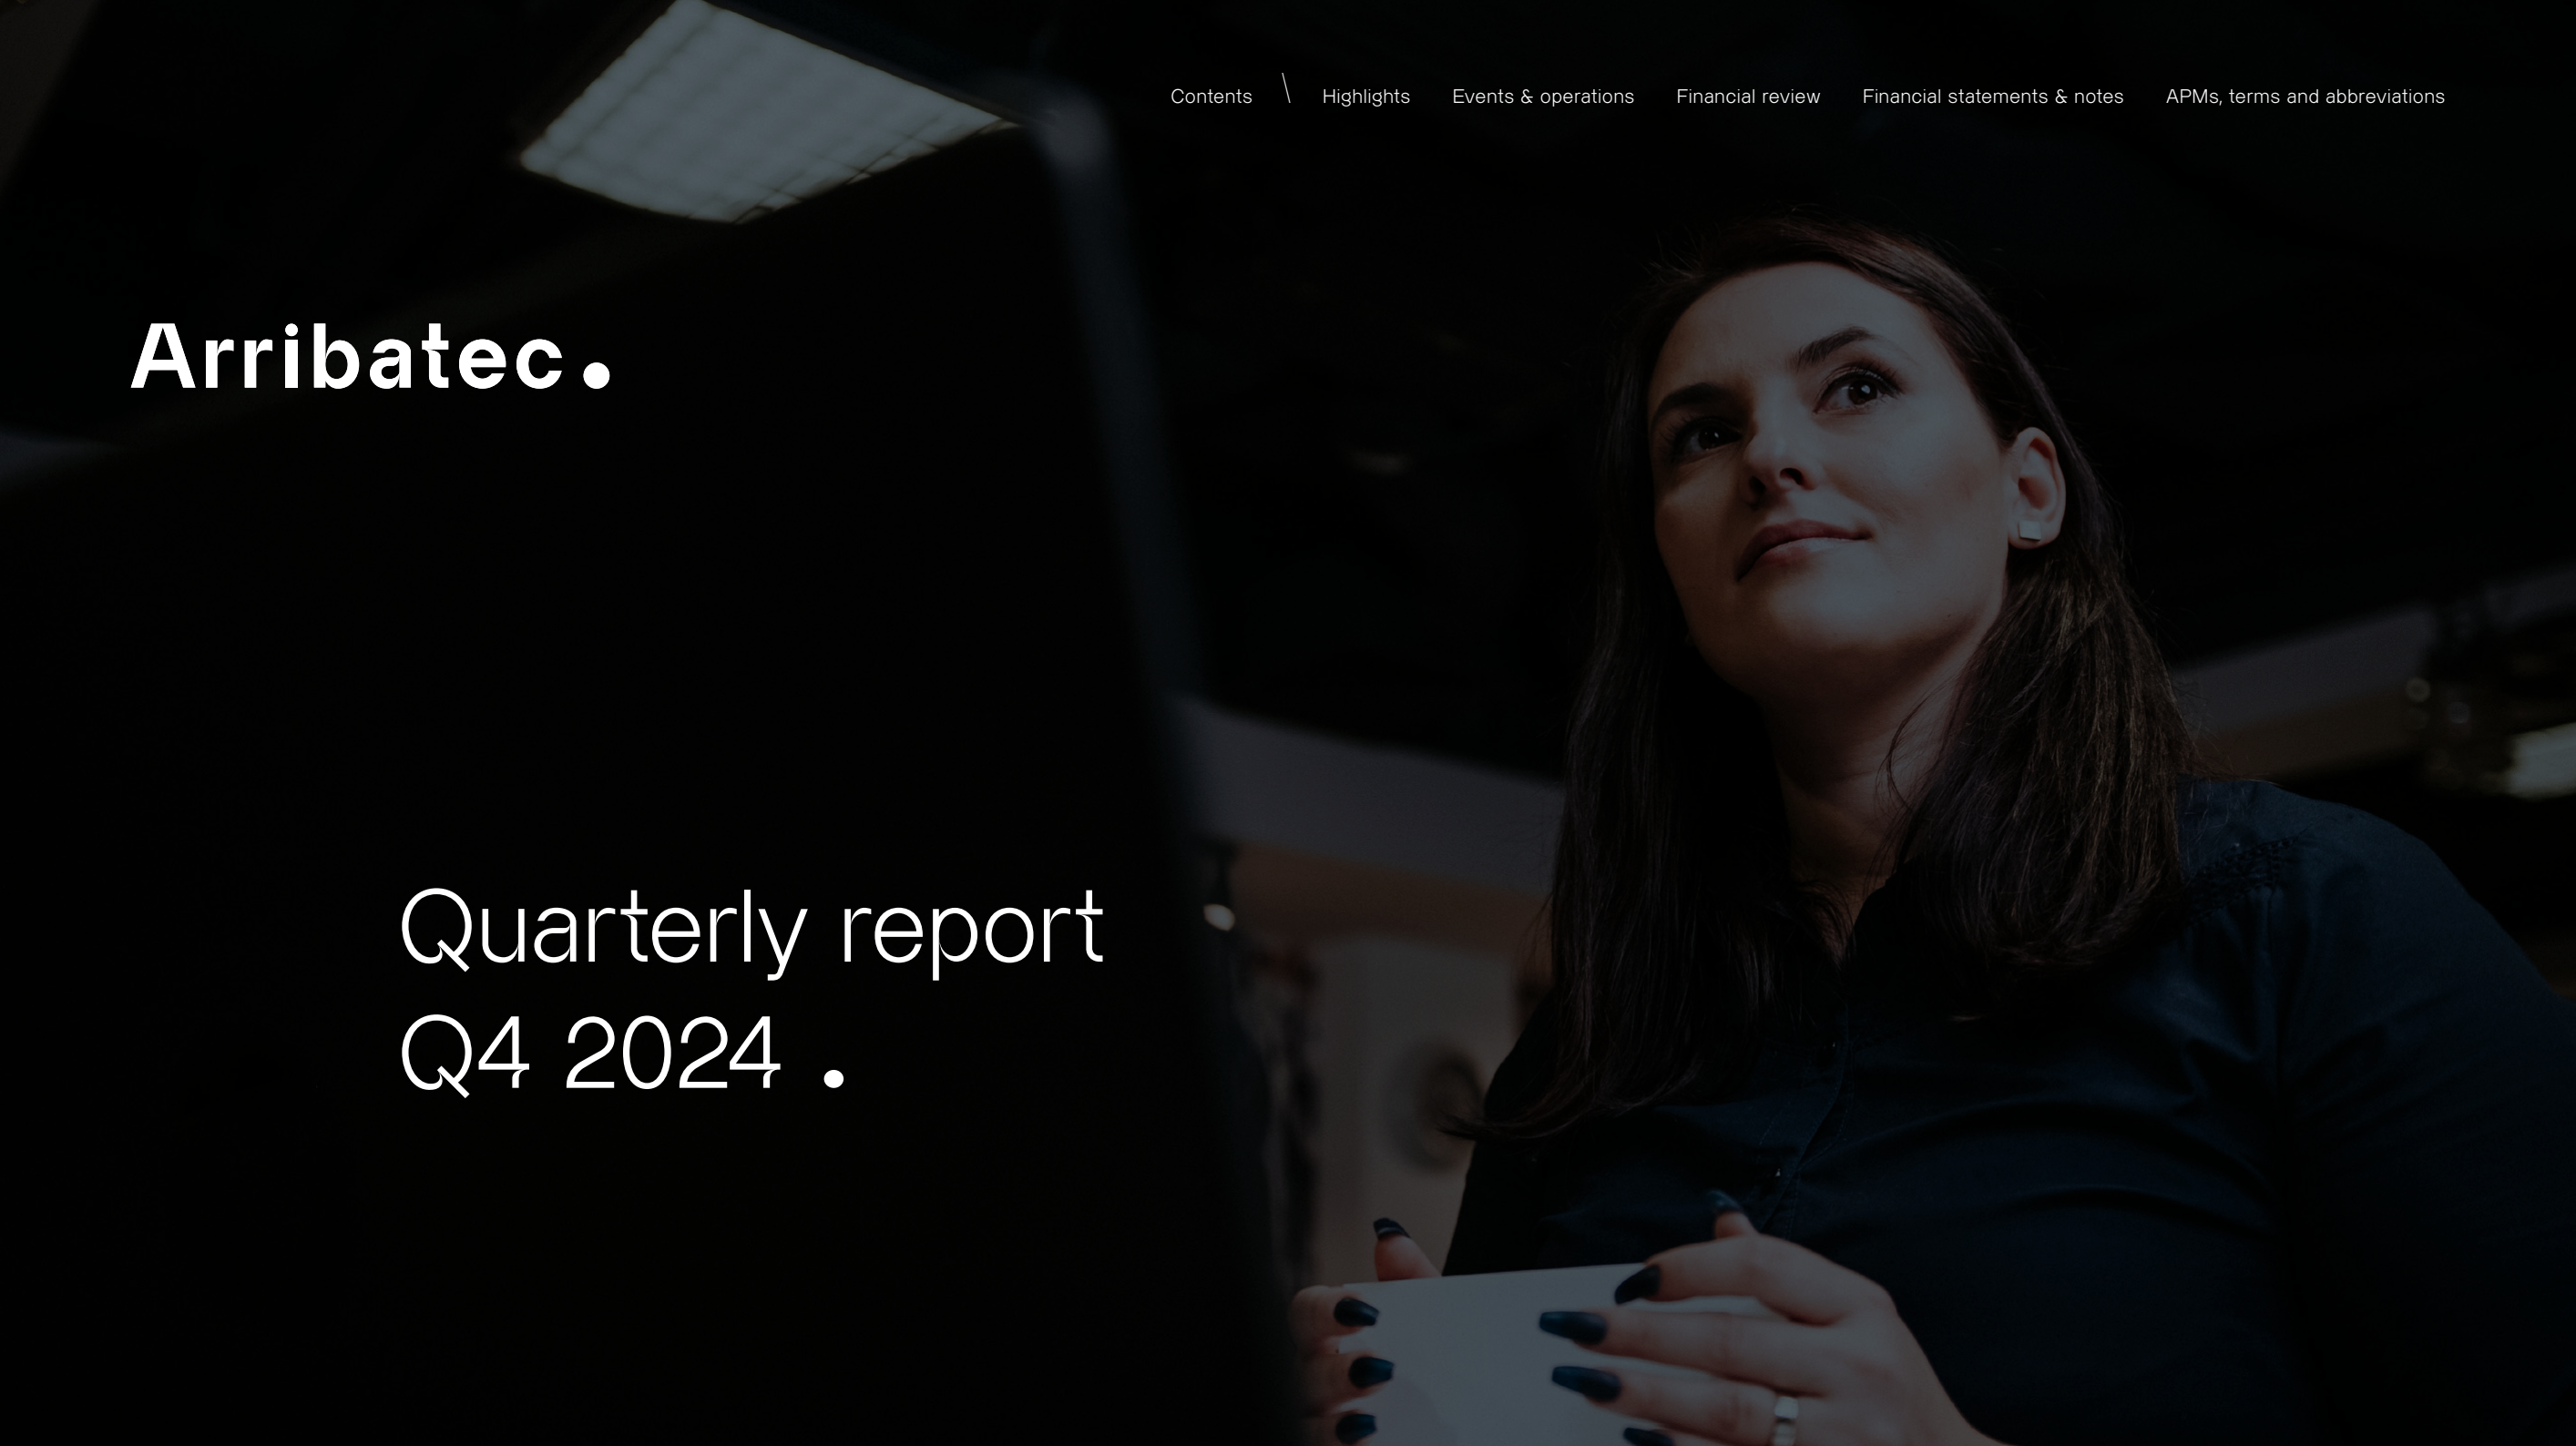 Contents \ Highlights Events & operations Financial review Financial statements & notes APMs, terms and abbreviations
Arribatec.
Quarterly report
Q4 2024 .